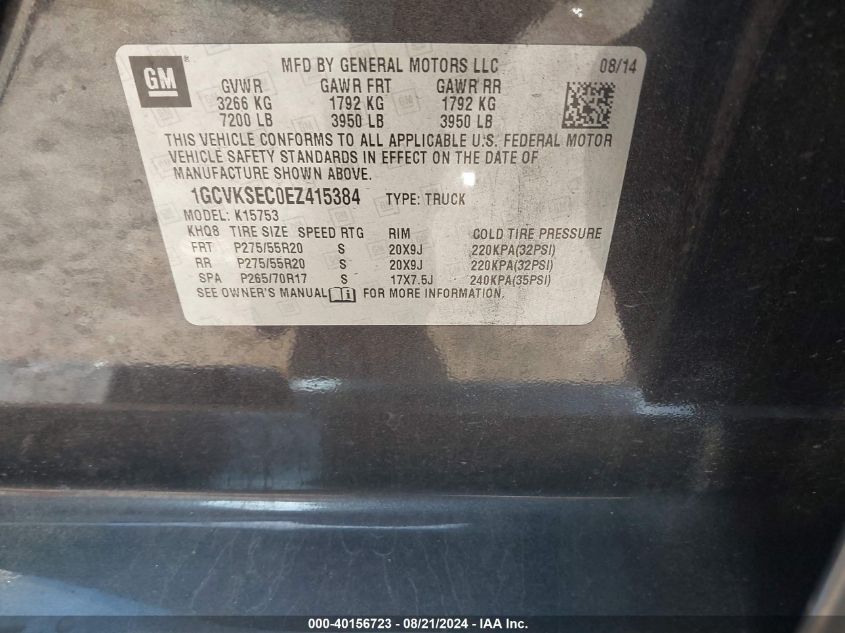 GM
MFD BY GENERAL MOTORS LLC 08/14
GVWR GAWR FRT GAWR RR
3266 KG 1792 KG 1792 KG
7200 LB 3950 LB 3950 LB
THIS VEHICLE CONFORMS TO ALL APPLICABLE U.S. FEDERAL MOTOR
VEHICLE SAFETY STANDARDS IN EFFECT ON THE DATE OF
MANUFACTURE SHOWN ABOVE.
1GCVKSEC0EZ415384 TYPE: TRUCK
MODEL: K15753
KHQ8 TIRE SIZE SPEED RTG RIM COLD TIRE PRESSURE
FRT P275/55R20 S 20X9J 220KPA(32PSI)
RR P275/55R20 S 20X9J 220KPA(32PSI)
SPA P265/70R17 S 17X7.5J 240KPA(35PSI)
SEE OWNER'S MANUAL FOR MORE INFORMATION.
000-40156723 - 08/21/2024 - IAA Inc.